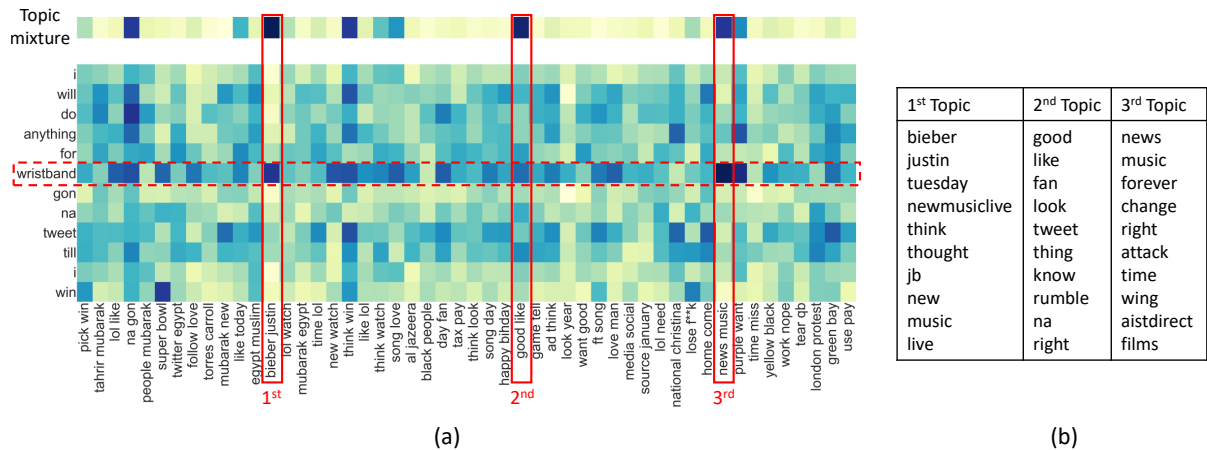 Topic
mixture
i
will
do
anything
for
wristband
gon
na
tweet
till
i
win
pick win
tahrir mubarak
lol like
na gon
people mubarak
super bowl
twitter egypt
follow love
torres carroll
mubarak new
like today
egypt muslim
bieber justin
lol watch
mubarak egypt
time lol
new watch
think win
like lol
think watch
song love
al jazeera
black people
day fan
tax pay
think look
song day
happy bihday
good like
game tell
ad think
look year
want good
ft song
love man
media social
source january
lol need
national christina
lose f**j
home come
news music
purple want
time miss
yellow black
work nope
tear qb
london protest
green bay
use pay
1st
2nd
3rd
(a)
1st Topic 2nd Topic 3rd Topic
bieber good news
justin like music
tuesday fan forever
newmusiclive look change
think tweet right
thought thing attack
jb know time
new rumble wing
music na aistdirect
live right films
(b)